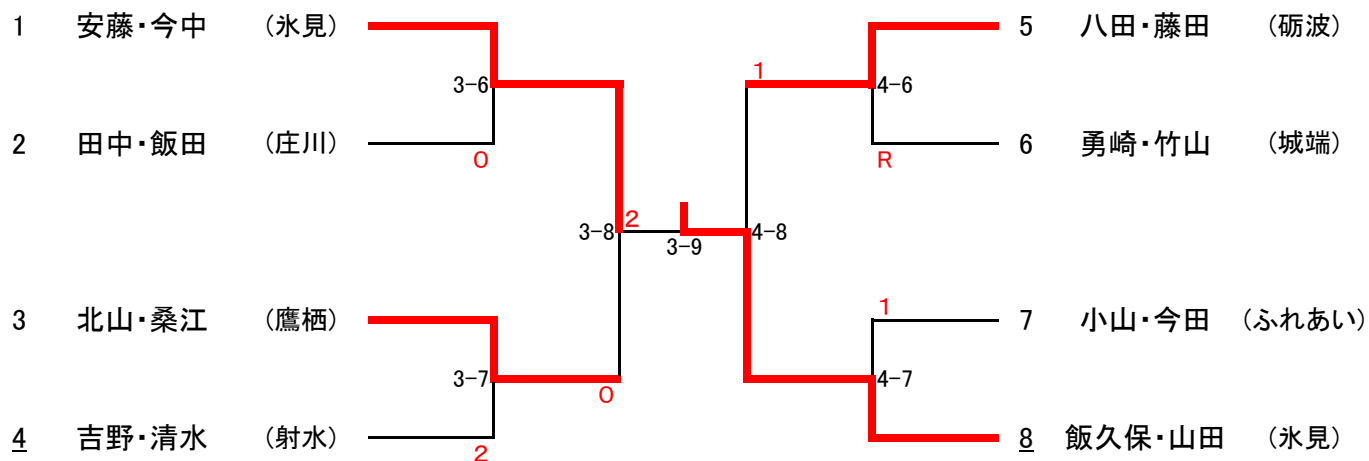 1 安藤・今中 (氷見)
3-6
2 田中・飯田 (庄川)
0
3-8
2
3 北山・桑江 (鷹栖)
3-7
0
4 吉野・清水 (射水)
2
3-9
1
5 八田・藤田 (砺波)
4-6
6 勇崎・竹山 (城端)
R
4-8
1
7 小山・今田 (ふれあい)
4-7
8 飯久保・山田 (氷見)